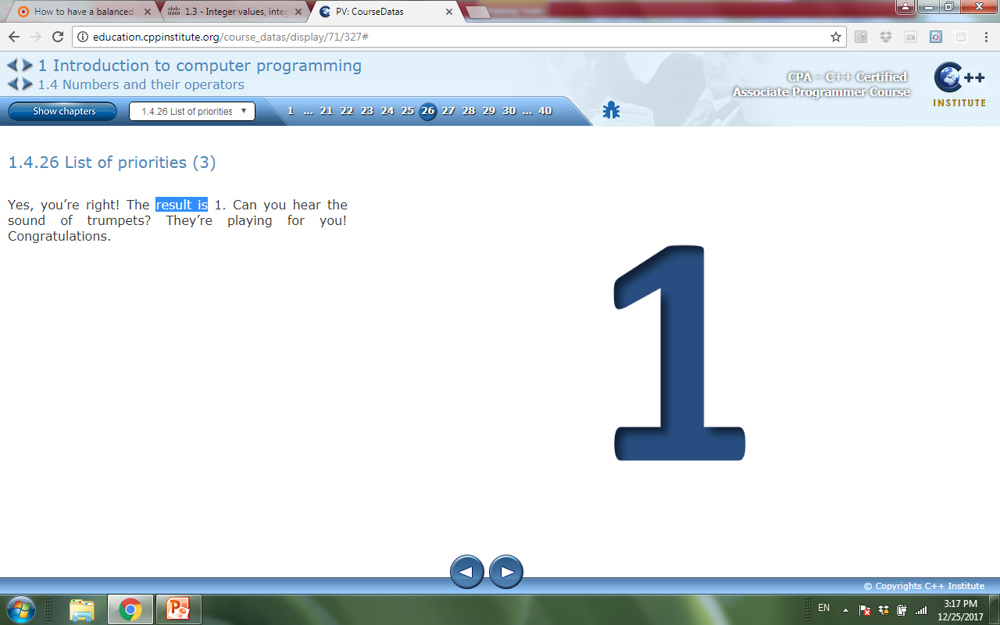 How to have a balanced
1.3 - Integer values, integ
PV: CourseDatas
education.cppinstitute.org/course_datas/display/71/327#
1 Introduction to computer programming
1.4 Numbers and their operators
CPA – C++ Certified
Associate Programmer Course
C++
INSTITUTE
Show chapters
1.4.26 List of priorities
1 ... 21 22 23 24 25 26 27 28 29 30 ... 40
1.4.26 List of priorities (3)
Yes, you’re right! The result is 1. Can you hear the
sound of trumpets? They’re playing for you!
Congratulations.
1
© Copyrights C++ Institute
EN
3:17 PM
12/25/2017